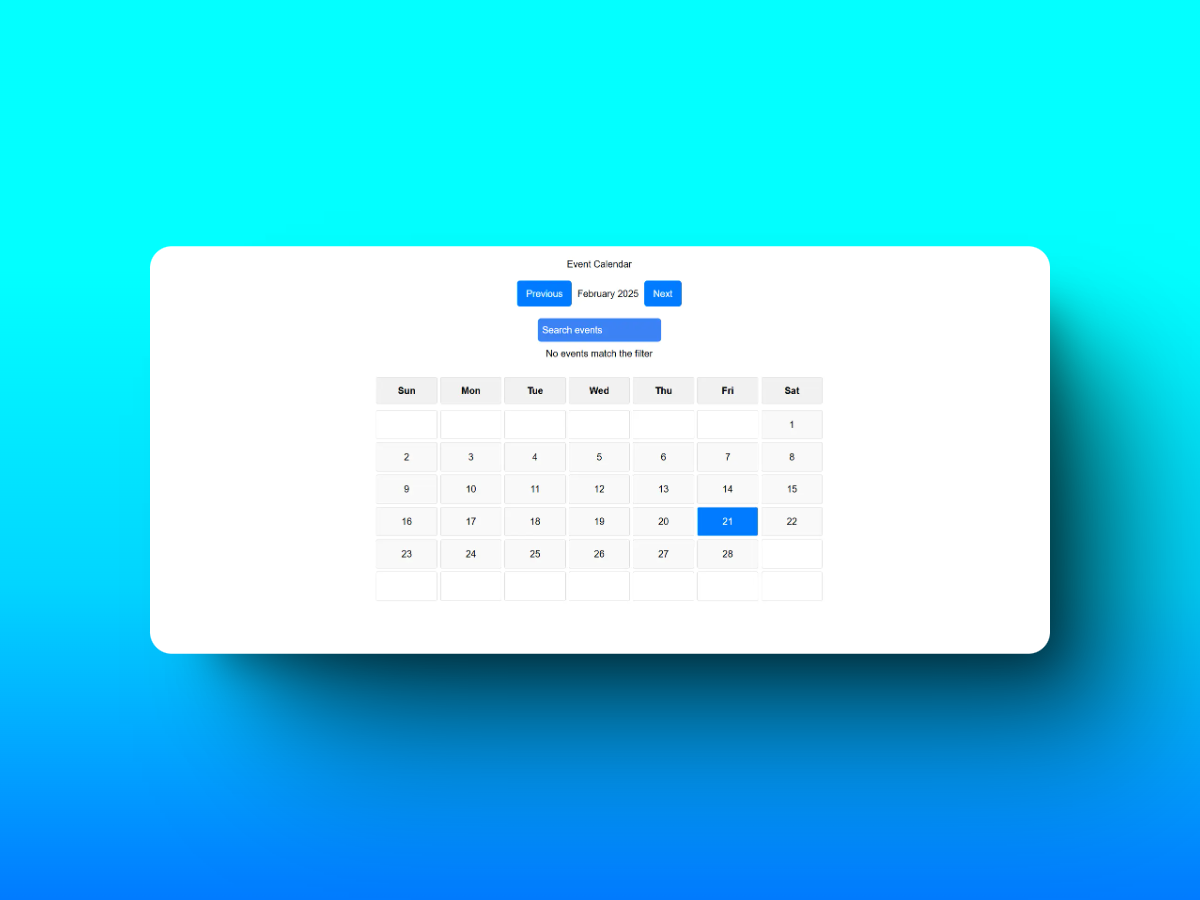 Event Calendar
Previous February 2025 Next
Search events
No events match the filter
Sun Mon Tue Wed Thu Fri Sat
1
2 3 4 5 6 7 8
9 10 11 12 13 14 15
16 17 18 19 20 21 22
23 24 25 26 27 28